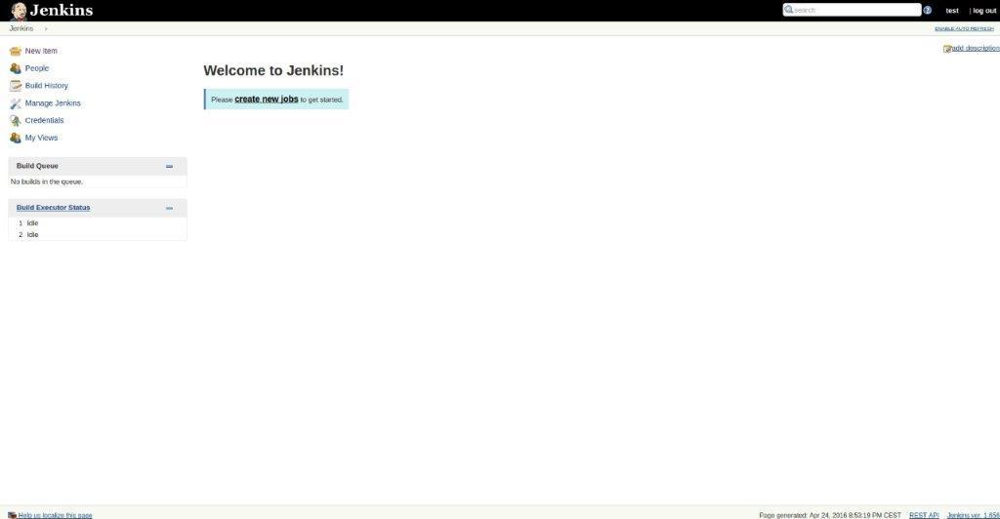 Jenkins
search
test | log out
Jenkins
ENABLE AUTO REFRESH
New Item
People
Build History
Manage Jenkins
Credentials
My Views
add description
Welcome to Jenkins!
Please create new jobs to get started.
Build Queue
No builds in the queue.
Build Executor Status
1 Idle
2 Idle
Help us localize this page
Page generated: Apr 24, 2016 8:53:19 PM CEST
REST API
Jenkins ver. 1.656